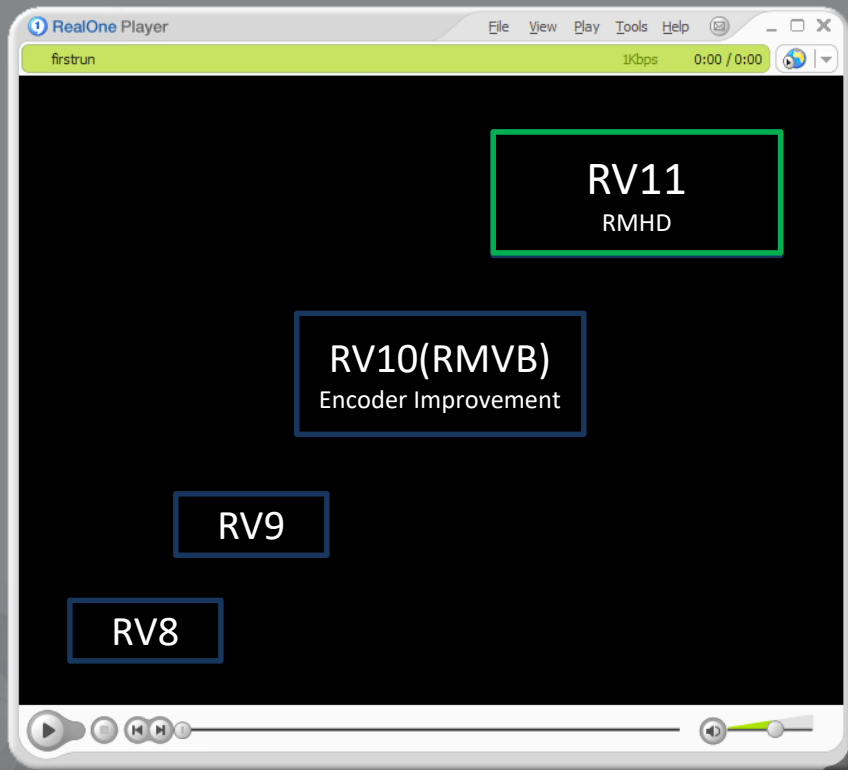 RealOne Player File View Play Tools Help
firstrun 1Kbps 0:00 / 0:00
RV11
RMHD
RV10(RMVB)
Encoder Improvement
RV9
RV8